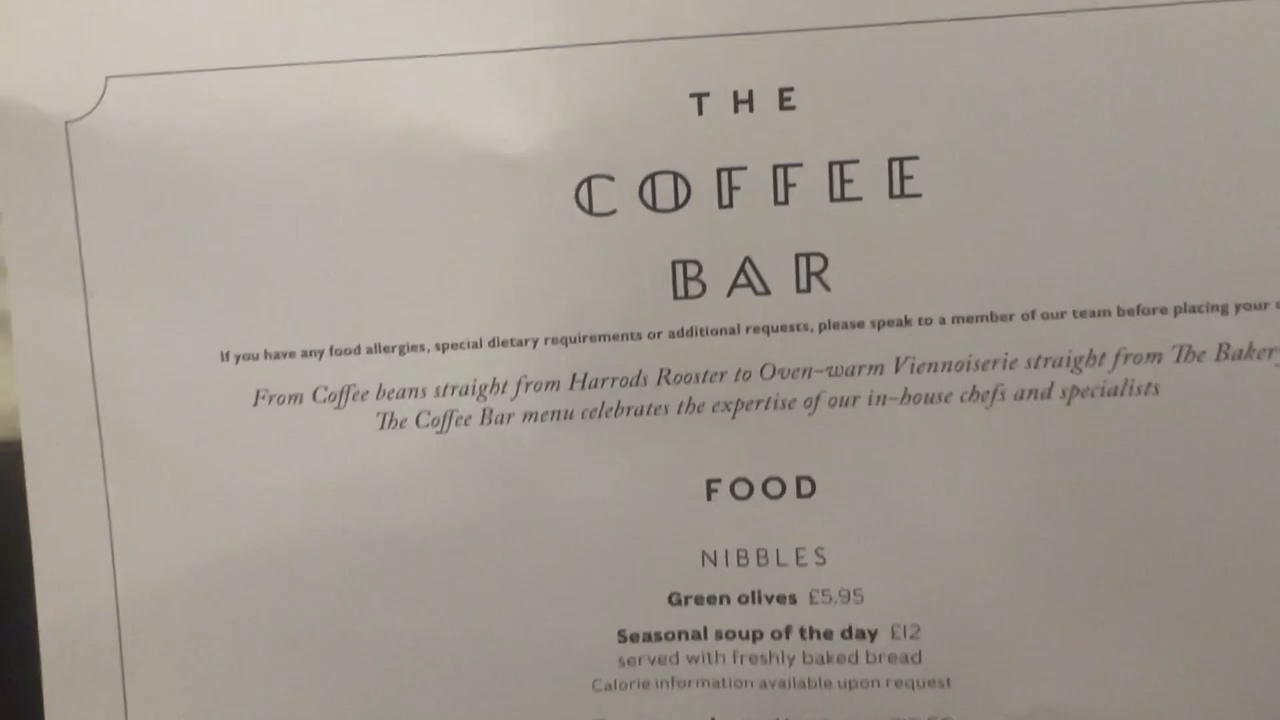 THE
COFFEE
BAR
If you have any food allergies, special dietary requirements or additional requests, please speak to a member of our team before placing your
From Coffee beans straight from Harrods Rooster to Oven-warm Viennoiserie straight from The Bakery
The Coffee Bar menu celebrates the expertise of our in-house chefs and specialists
FOOD
NIBBLES
Green olives £5.95
Seasonal soup of the day £12
served with freshly baked bread
Calorie information available upon request